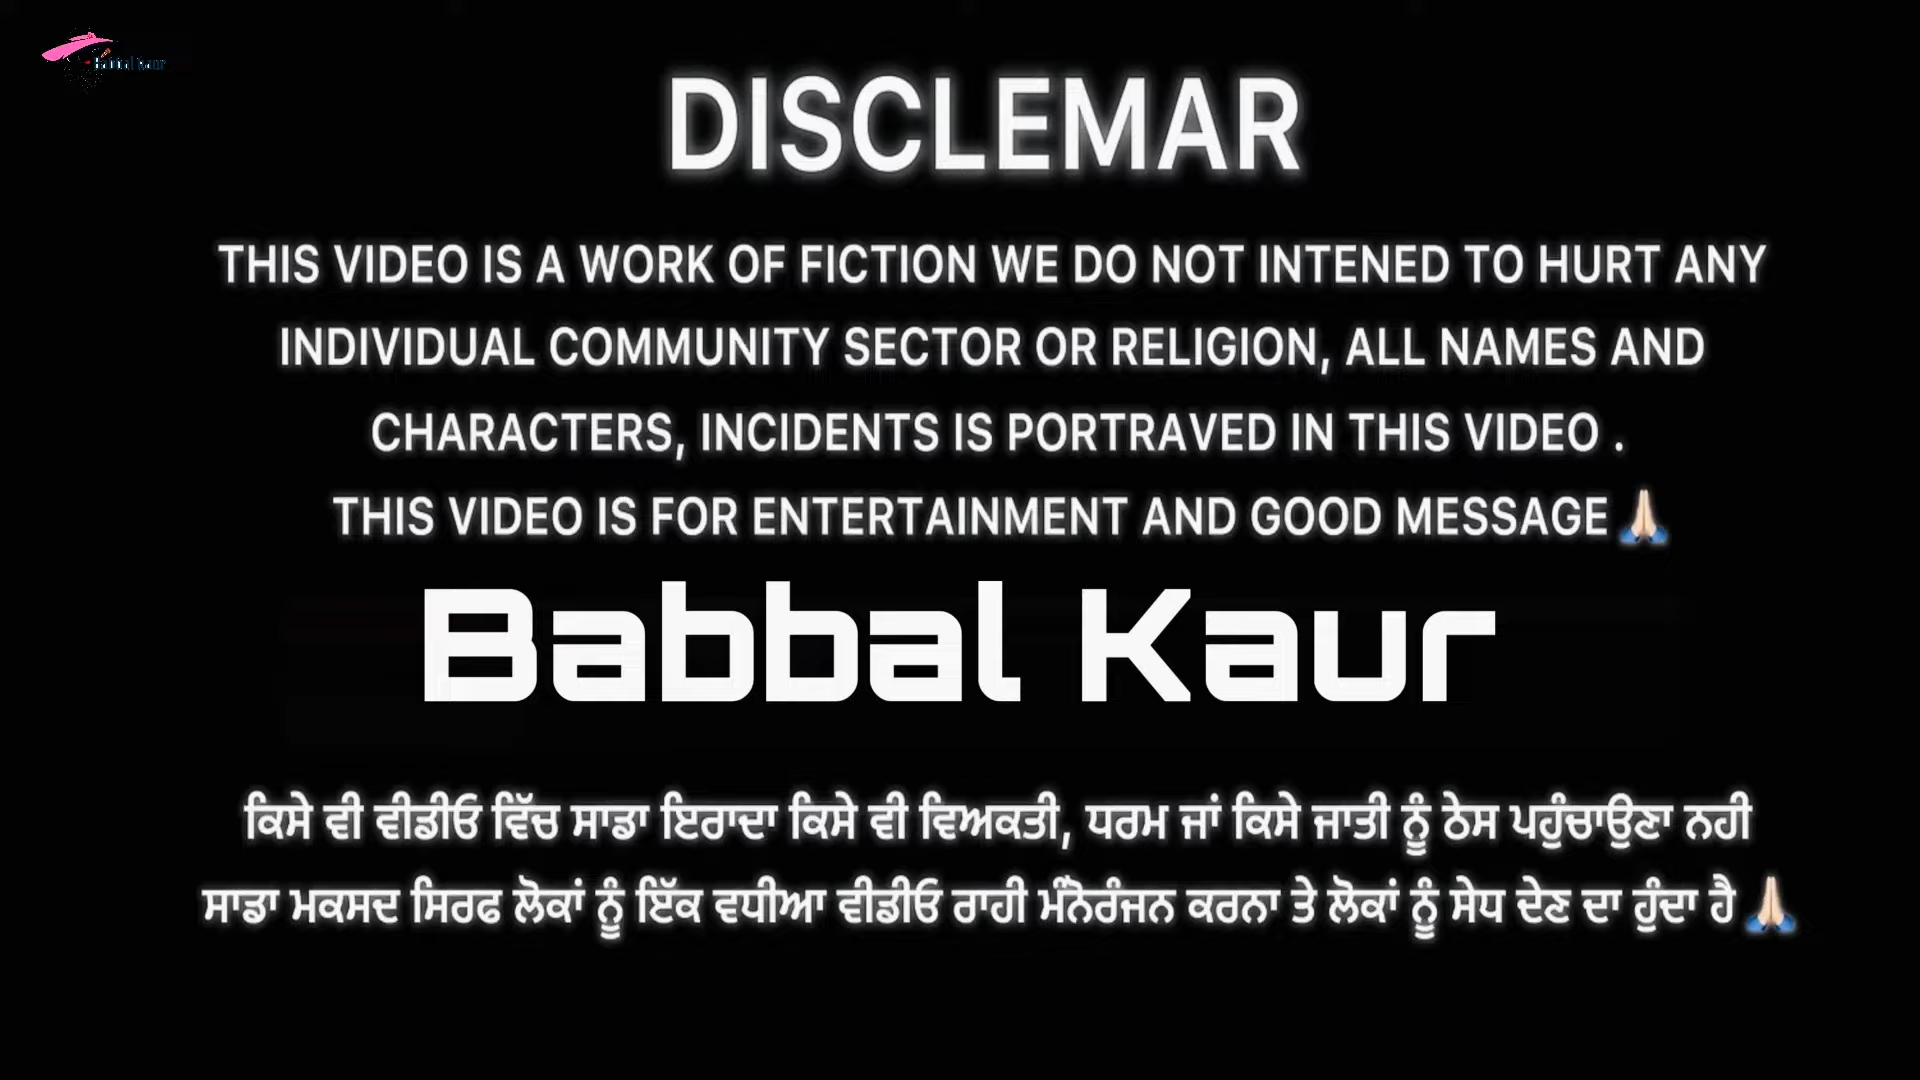 Babbal Kaur
DISCLEMAR
THIS VIDEO IS A WORK OF FICTION WE DO NOT INTENED TO HURT ANY
INDIVIDUAL COMMUNITY SECTOR OR RELIGION, ALL NAMES AND
CHARACTERS, INCIDENTS IS PORTRAVED IN THIS VIDEO .
THIS VIDEO IS FOR ENTERTAINMENT AND GOOD MESSAGE🙏🏻
Babbal Kaur
ਕਿਸੇ ਵੀ ਵੀਡੀਓ ਵਿੱਚ ਸਾਡਾ ਇਰਾਦਾ ਕਿਸੇ ਵੀ ਵਿਅਕਤੀ, ਧਰਮ ਜਾਂ ਕਿਸੇ ਜਾਤੀ ਨੂੰ ਠੇਸ ਪਹੁੰਚਾਉਣਾ ਨਹੀ
ਸਾਡਾ ਮਕਸਦ ਸਿਰਫ ਲੋਕਾਂ ਨੂੰ ਇੱਕ ਵਧੀਆ ਵੀਡੀਓ ਰਾਹੀ ਮੰਨੋਰੰਜਨ ਕਰਨਾ ਤੇ ਲੋਕਾਂ ਨੂੰ ਸੇਧ ਦੇਣ ਦਾ ਹੁੰਦਾ ਹੈ🙏🏻